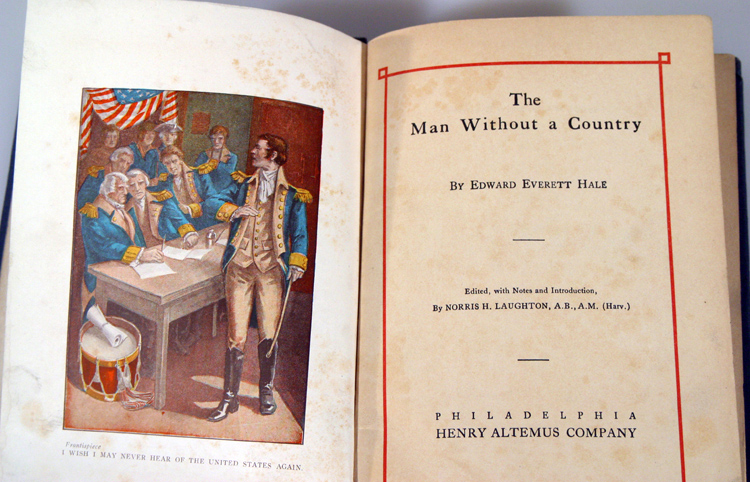 Frontispiece
I WISH I MAY NEVER HEAR OF THE UNITED STATES AGAIN.
The
Man Without a Country
BY EDWARD EVERETT HALE
Edited, with Notes and Introduction,
By NORRIS H. LAUGHTON, A.B., A.M. (Harv.)
PHILADELPHIA
HENRY ALTEMUS COMPANY